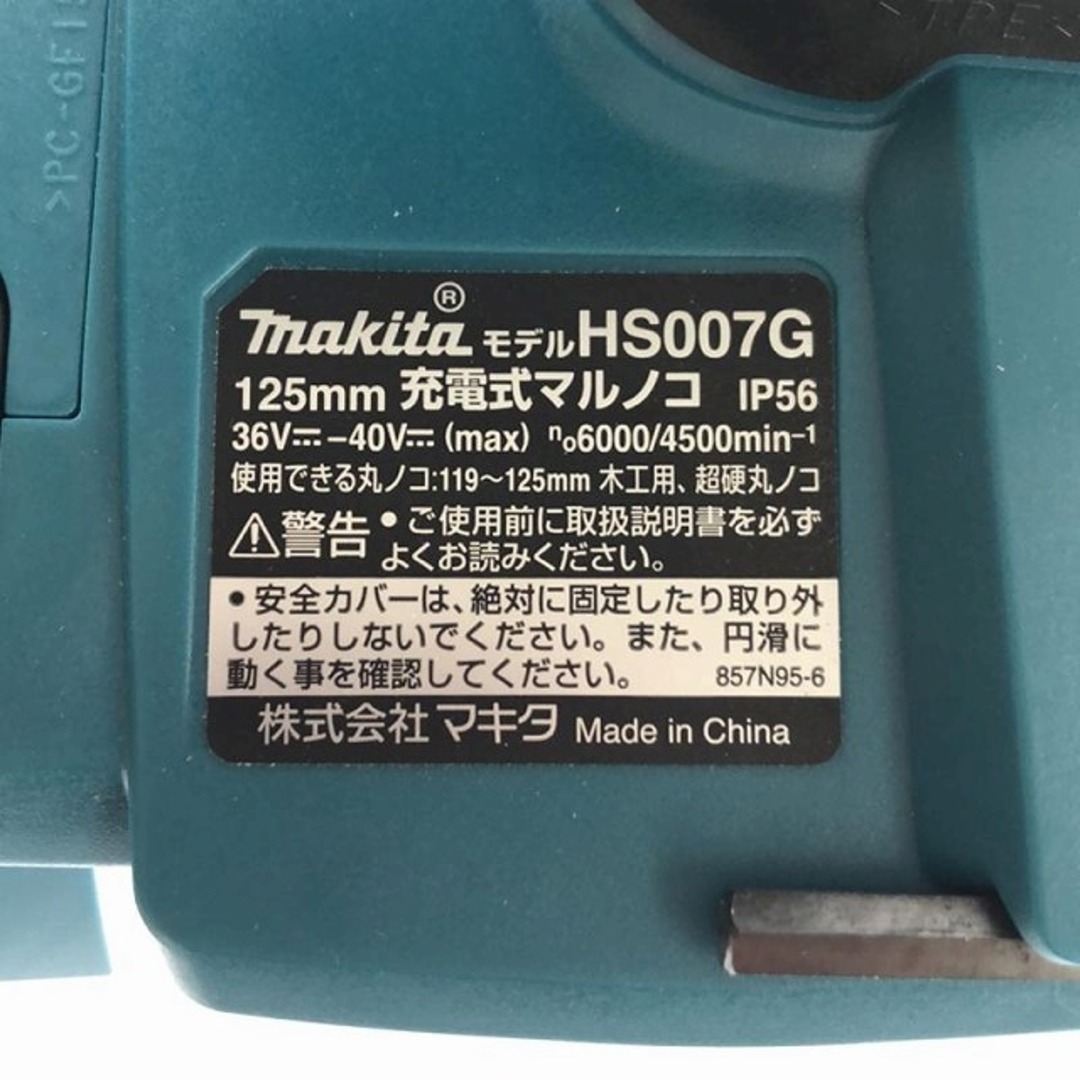 >PC-GF1
>TPE<
makita® モデルHS007G
125mm 充電式マルノコ IP56
36V⎓-40V⎓(max) n₀6000/4500min⁻¹
使用できる丸ノコ:119～125mm 木工用、超硬丸ノコ
⚠警告 •ご使用前に取扱説明書を必ず
よくお読みください。
•安全カバーは、絶対に固定したり取り外
したりしないでください。また、円滑に
動く事を確認してください。 857N95-6
株式会社マキタ Made in China